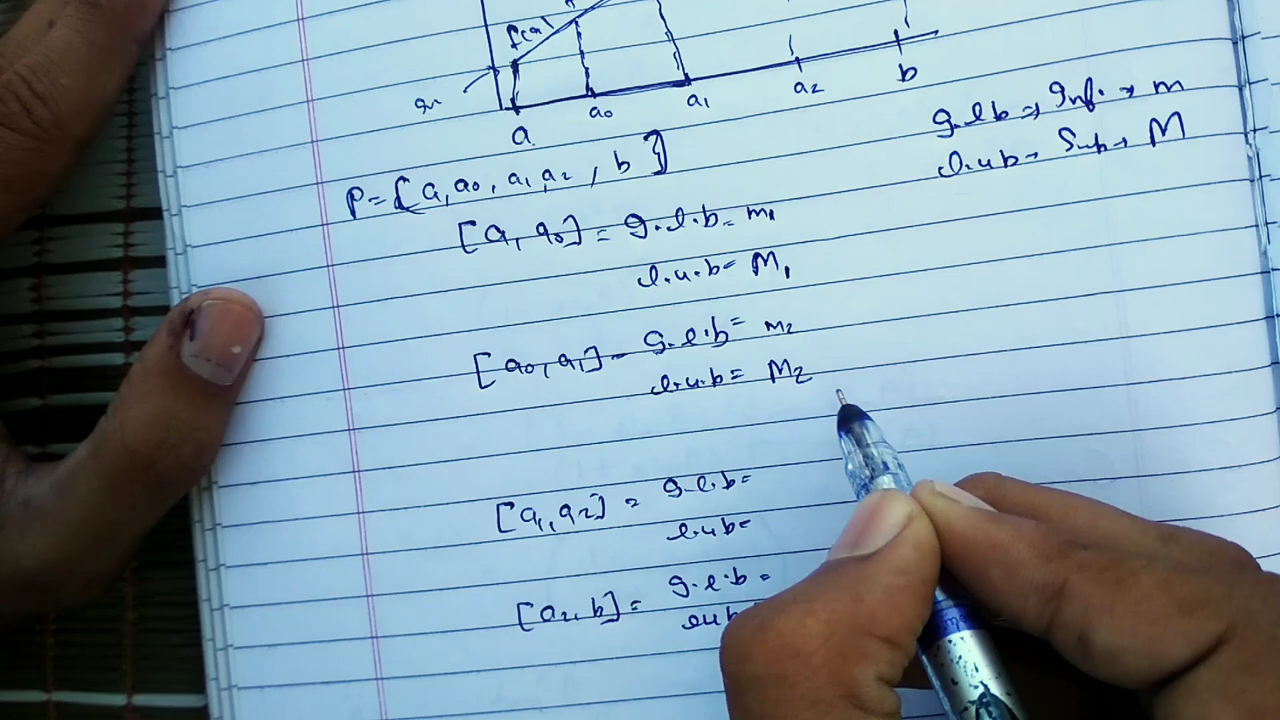 f(x)
a a0 a1 a2 b
g.l.b ⇒ Inf. → m
l.u.b → Sup → M
P = [a, a0, a1, a2, b]
[a, a0] = g.l.b = m1
l.u.b = M1
[a0, a1] = g.l.b = m2
l.u.b = M2
[a1, a2] = g.l.b =
l.u.b =
[a2, b] = g.l.b =
l.u.b